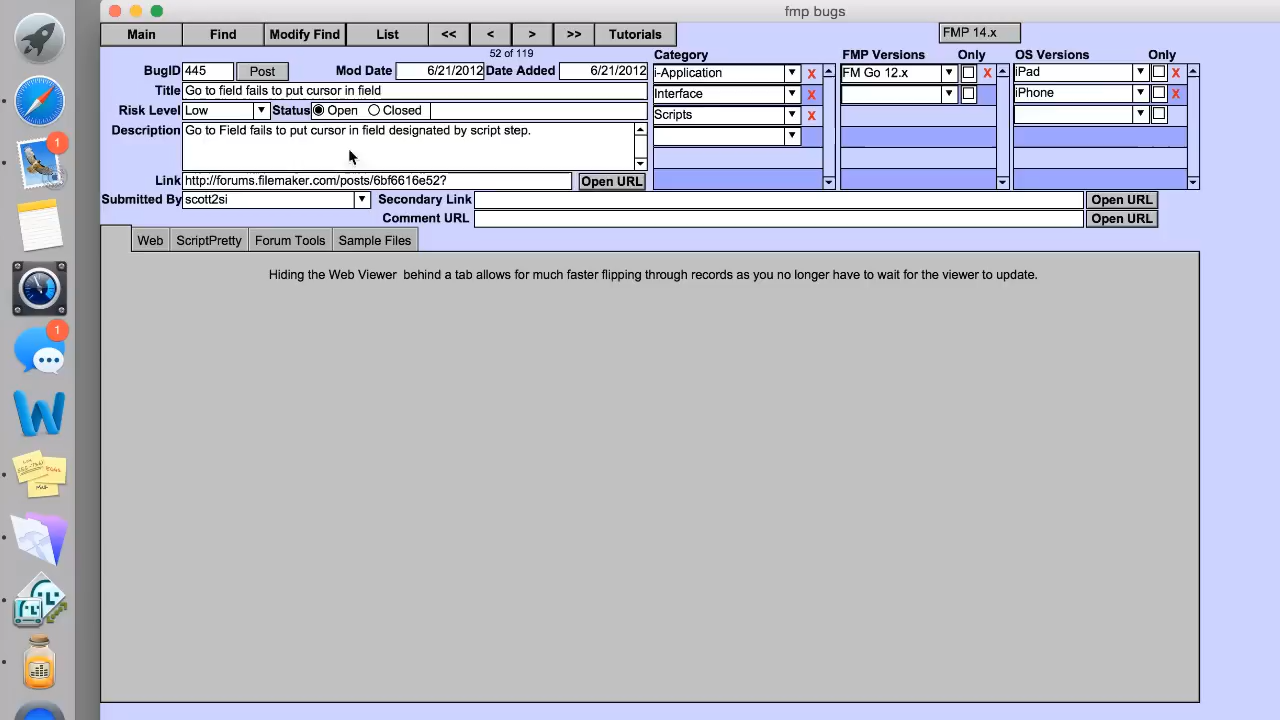 fmp bugs
Main Find Modify Find List << < > >> Tutorials FMP 14.x
52 of 119 Category FMP Versions Only OS Versions Only
BugID 445 Post Mod Date 6/21/2012 Date Added 6/21/2012 i-Application X FM Go 12.x X iPad X
Title Go to field fails to put cursor in field Interface X iPhone X
Risk Level Low Status Open Closed Scripts X
Description Go to Field fails to put cursor in field designated by script step.
Link http://forums.filemaker.com/posts/6bf6616e52? Open URL
Submitted By scott2si Secondary Link Open URL
Comment URL Open URL
Web ScriptPretty Forum Tools Sample Files
Hiding the Web Viewer behind a tab allows for much faster flipping through records as you no longer have to wait for the viewer to update.
1
1